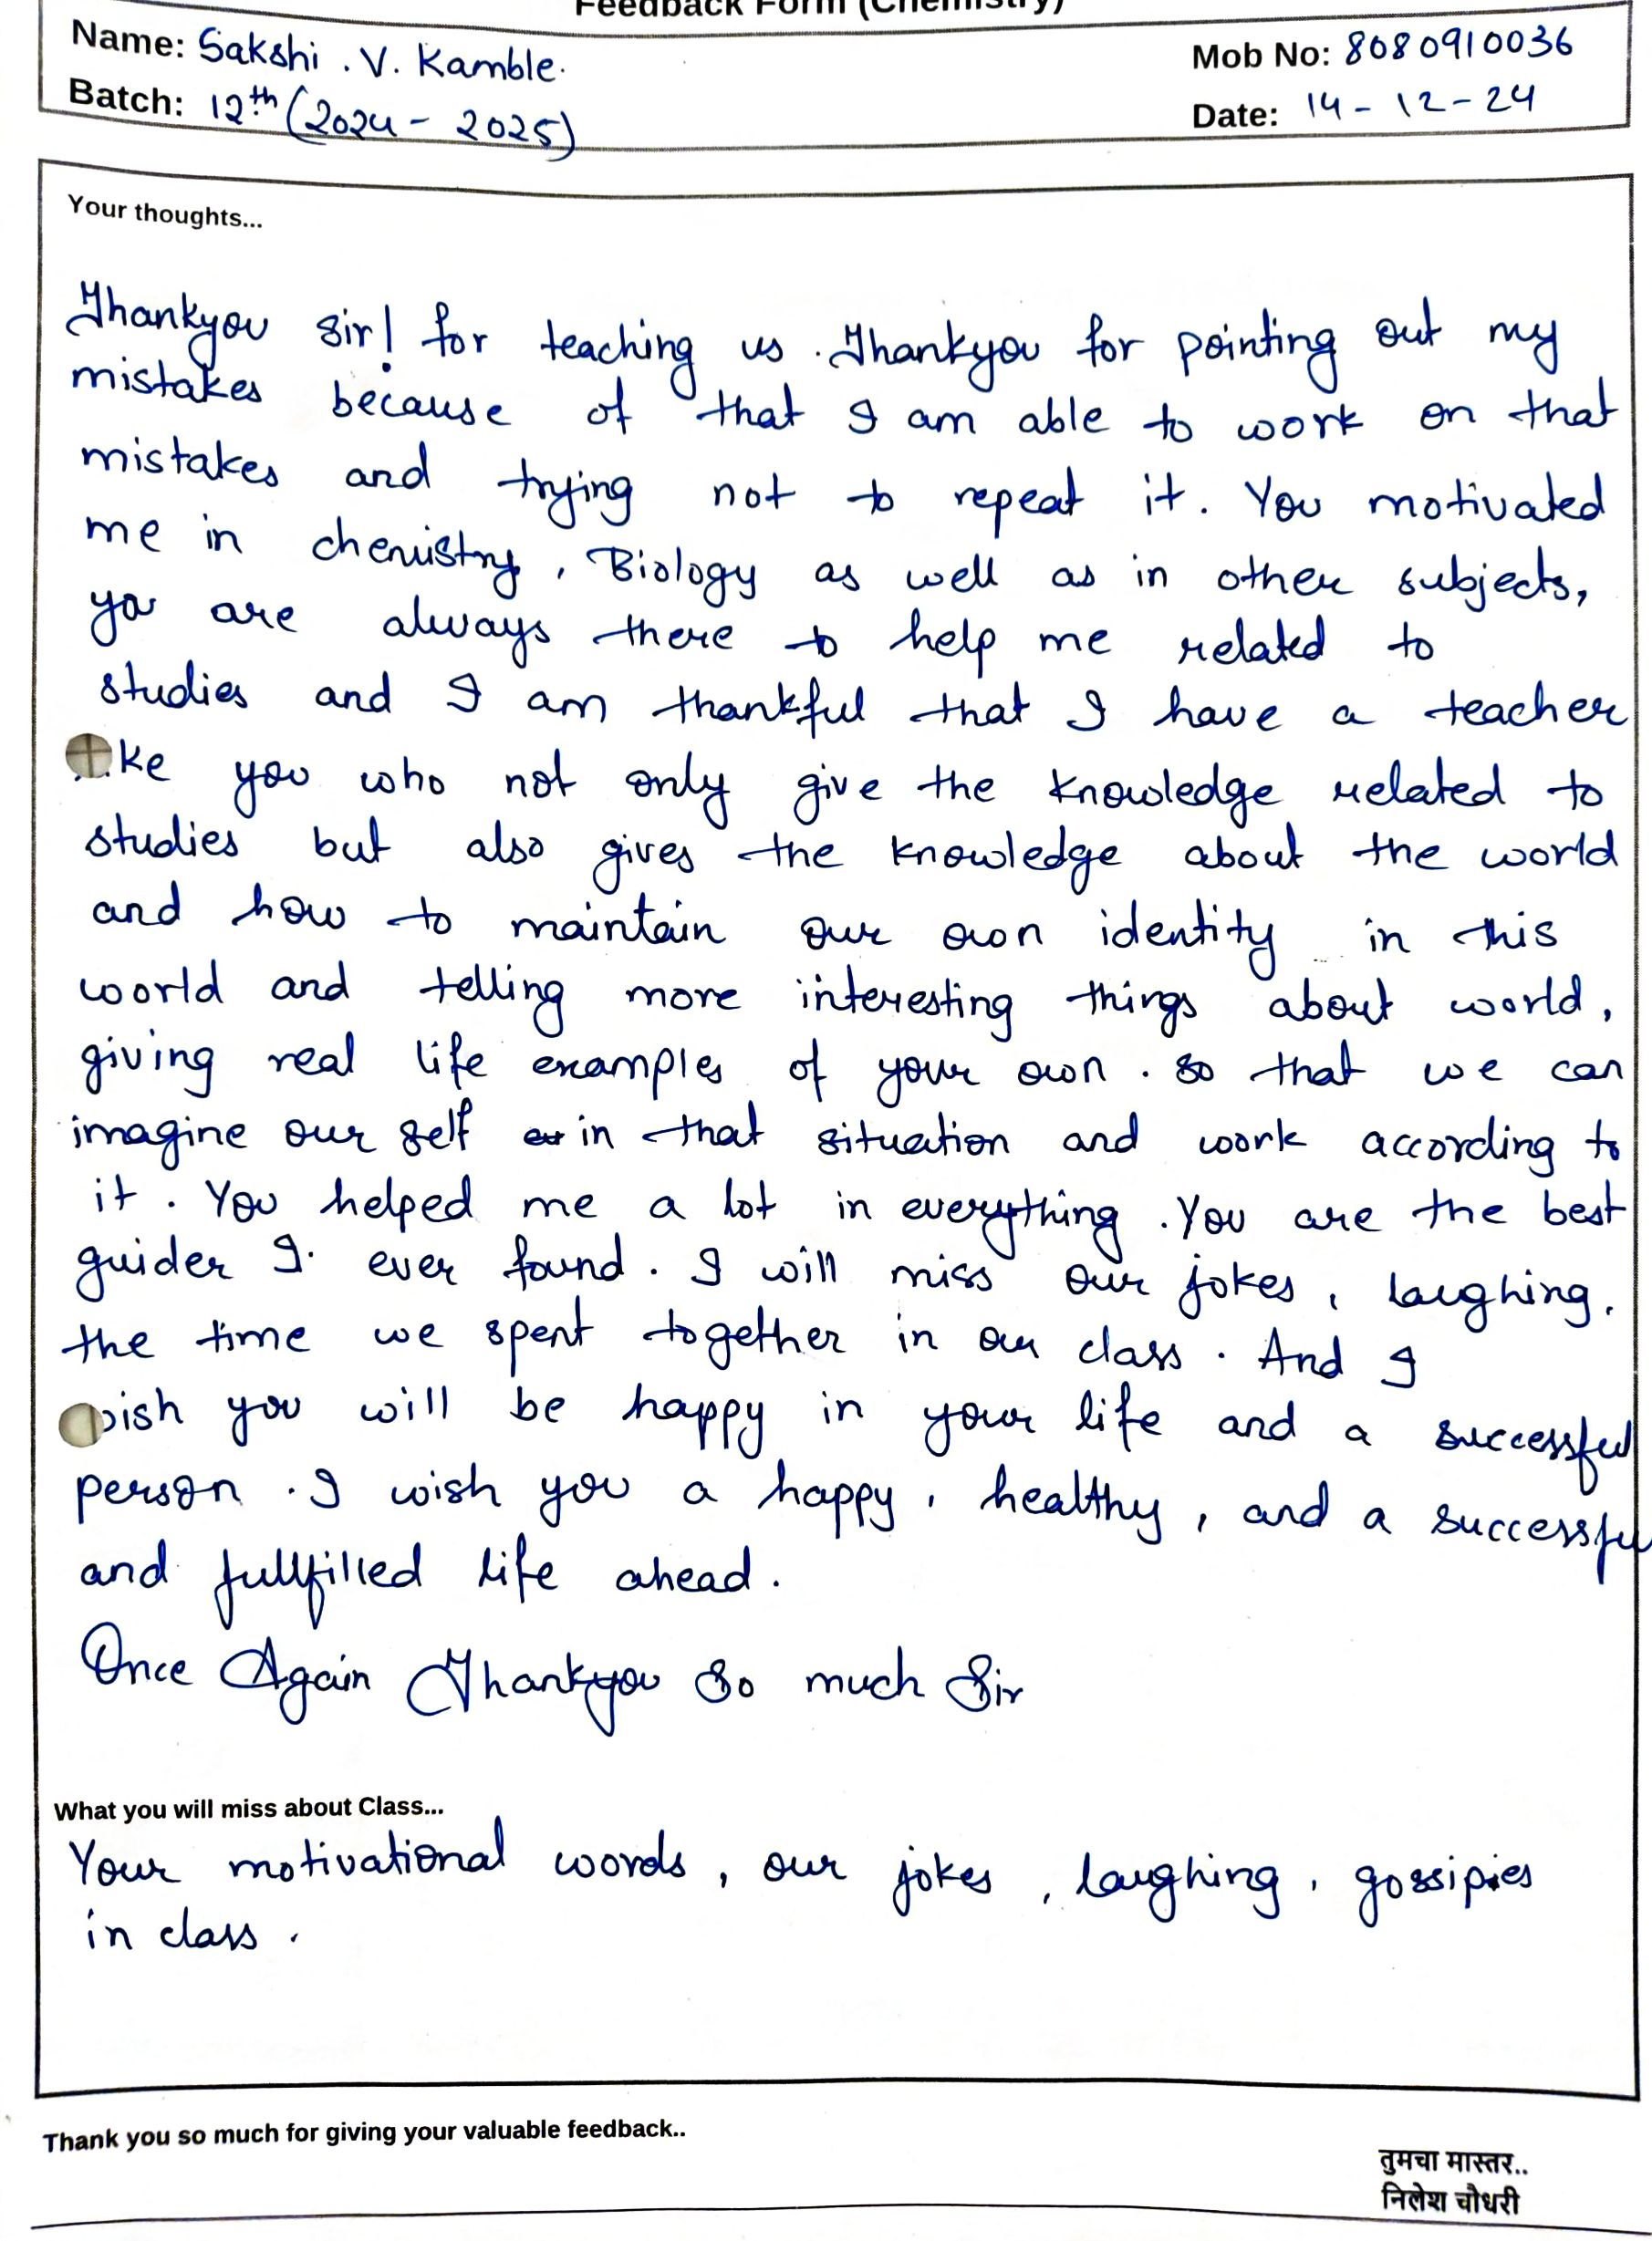 Feedback Form (Chemistry)
Name: Sakshi . V. Kamble.
Mob No: 8080910036
Batch: 12th (2024 - 2025)
Date: 14 - 12 - 24
Your thoughts...
Thankyou sir! for teaching us . Thankyou for pointing out my
mistakes because of that I am able to work on that
mistakes and trying not to repeat it. You motivated
me in chemistry , Biology as well as in other subjects,
you are always there to help me related to
studies and I am thankful that I have a teacher
like you who not only give the knowledge related to
studies but also gives the knowledge about the world
and how to maintain our own identity in this
world and telling more interesting things about world,
giving real life examples of your own . so that we can
imagine our self in that situation and work according to
it . You helped me a lot in everything . You are the best
guider I. ever found . I will miss our jokes , laughing,
the time we spent together in our class . And I
wish you will be happy in your life and a successful
person . I wish you a happy , healthy , and a successful
and fullfilled life ahead .
Once Again Thankyou So much Sir
What you will miss about Class...
Your motivational words , our jokes , laughing , gossipies
in class .
Thank you so much for giving your valuable feedback..
तुमचा मास्तर..
निलेश चौधरी